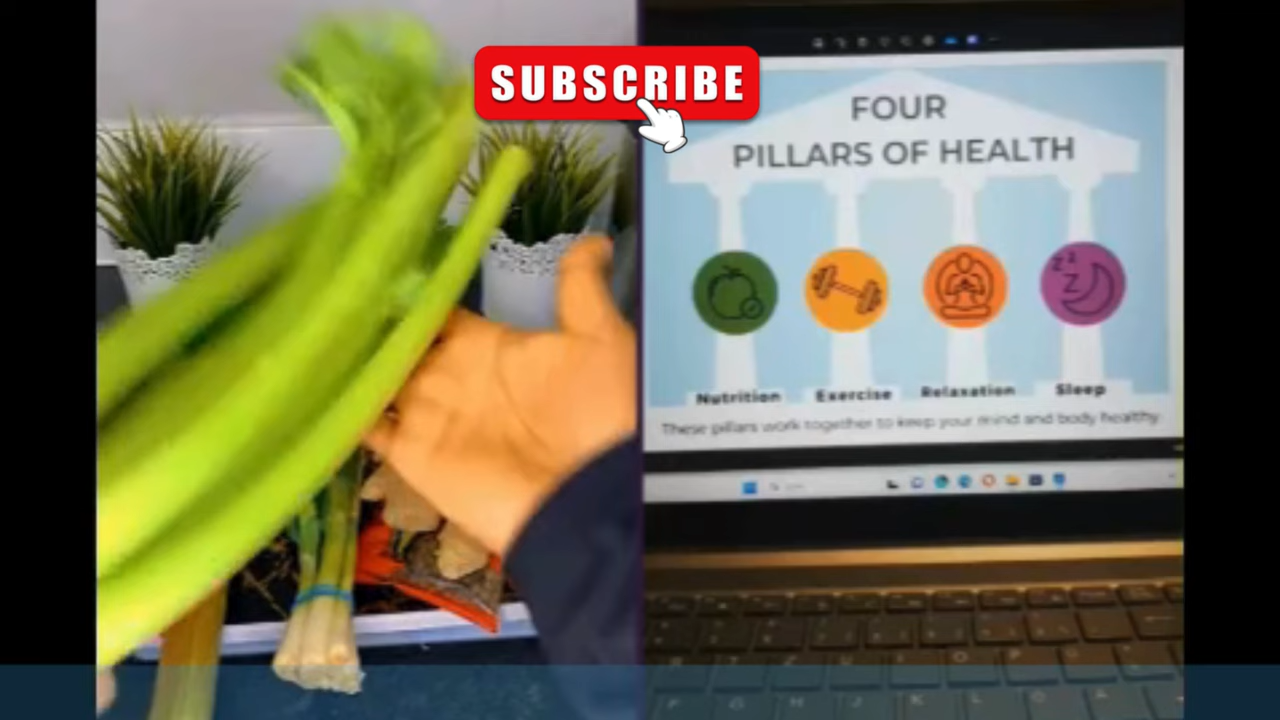 SUBSCRIBE
FOUR
PILLARS OF HEALTH
Nutrition Exercise Relaxation Sleep
These pillars work together to keep your mind and body healthy